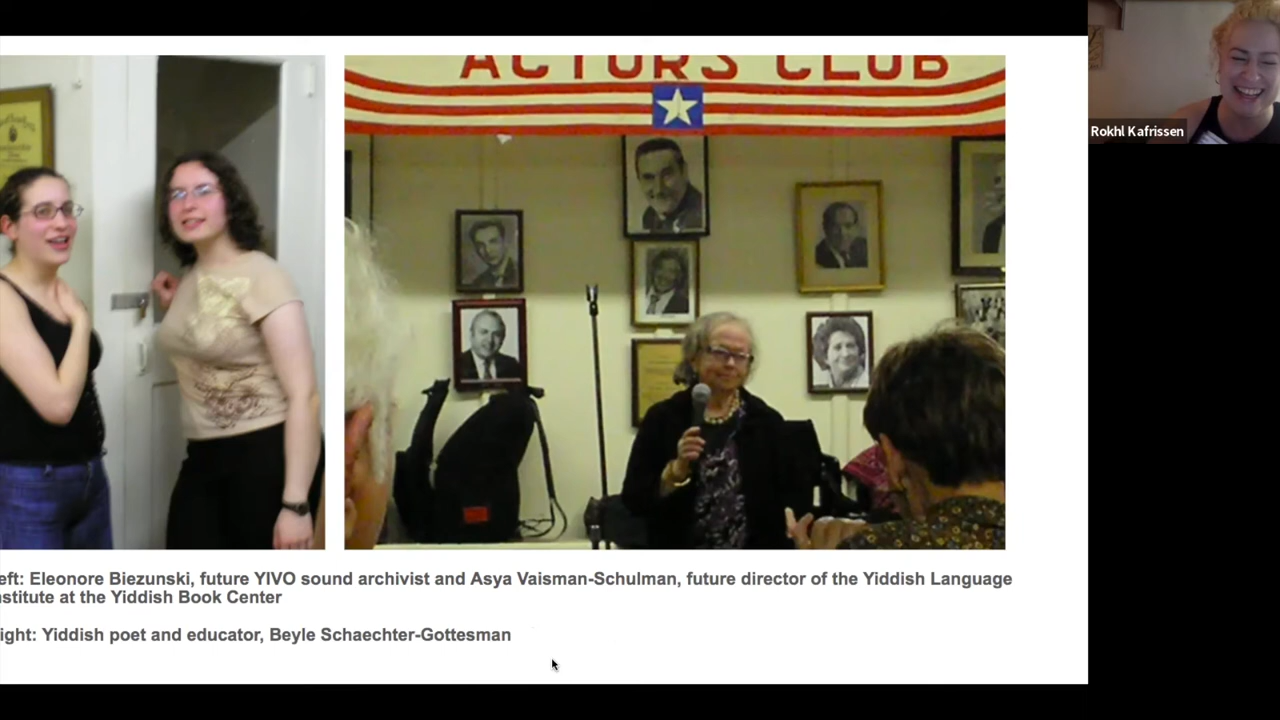 ACTORS CLUB
Rokhl Kafrissen
eft: Eleonore Biezunski, future YIVO sound archivist and Asya Vaisman-Schulman, future director of the Yiddish Language
nstitute at the Yiddish Book Center
ight: Yiddish poet and educator, Beyle Schaechter-Gottesman